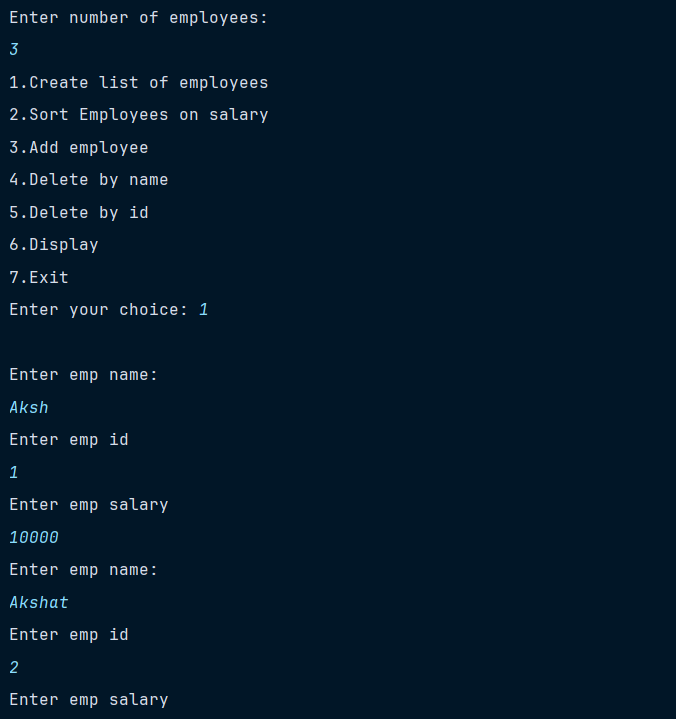 Enter number of employees:
3
1.Create list of employees
2.Sort Employees on salary
3.Add employee
4.Delete by name
5.Delete by id
6.Display
7.Exit
Enter your choice: 1
Enter emp name:
Aksh
Enter emp id
1
Enter emp salary
10000
Enter emp name:
Akshat
Enter emp id
2
Enter emp salary